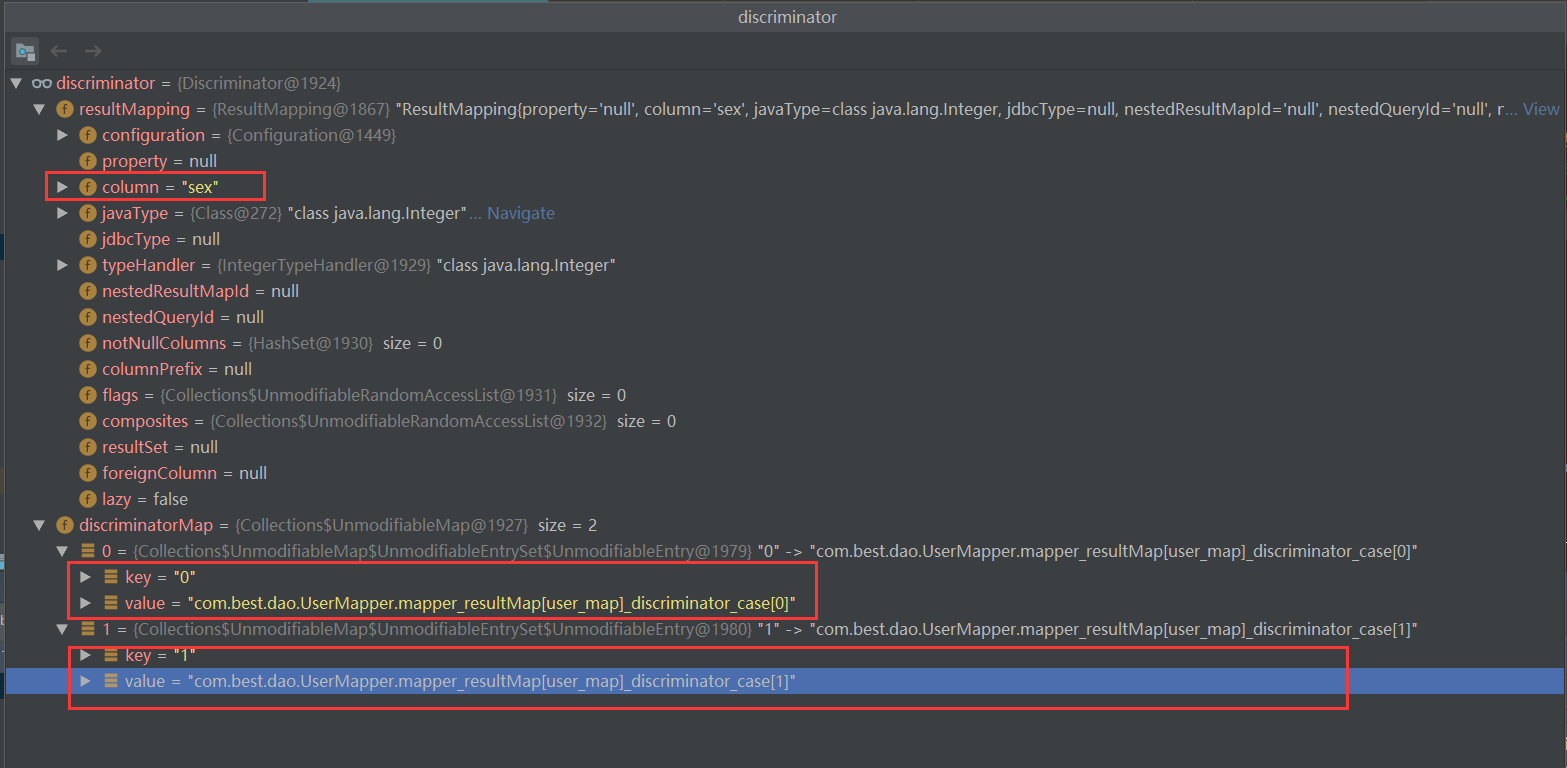 discriminator
discriminator = {Discriminator@1924}
f resultMapping = {ResultMapping@1867} "ResultMapping{property='null', column='sex', javaType=class java.lang.Integer, jdbcType=null, nestedResultMapId='null', nestedQueryId='null', r... View
f configuration = {Configuration@1449}
f property = null
f column = "sex"
f javaType = {Class@272} "class java.lang.Integer"... Navigate
f jdbcType = null
f typeHandler = {IntegerTypeHandler@1929} "class java.lang.Integer"
f nestedResultMapId = null
f nestedQueryId = null
f notNullColumns = {HashSet@1930} size = 0
f columnPrefix = null
f flags = {Collections$UnmodifiableRandomAccessList@1931} size = 0
f composites = {Collections$UnmodifiableRandomAccessList@1932} size = 0
f resultSet = null
f foreignColumn = null
f lazy = false
f discriminatorMap = {Collections$UnmodifiableMap@1927} size = 2
0 = {Collections$UnmodifiableMap$UnmodifiableEntrySet$UnmodifiableEntry@1979} "0" -> "com.best.dao.UserMapper.mapper_resultMap[user_map]_discriminator_case[0]"
key = "0"
value = "com.best.dao.UserMapper.mapper_resultMap[user_map]_discriminator_case[0]"
1 = {Collections$UnmodifiableMap$UnmodifiableEntrySet$UnmodifiableEntry@1980} "1" -> "com.best.dao.UserMapper.mapper_resultMap[user_map]_discriminator_case[1]"
key = "1"
value = "com.best.dao.UserMapper.mapper_resultMap[user_map]_discriminator_case[1]"